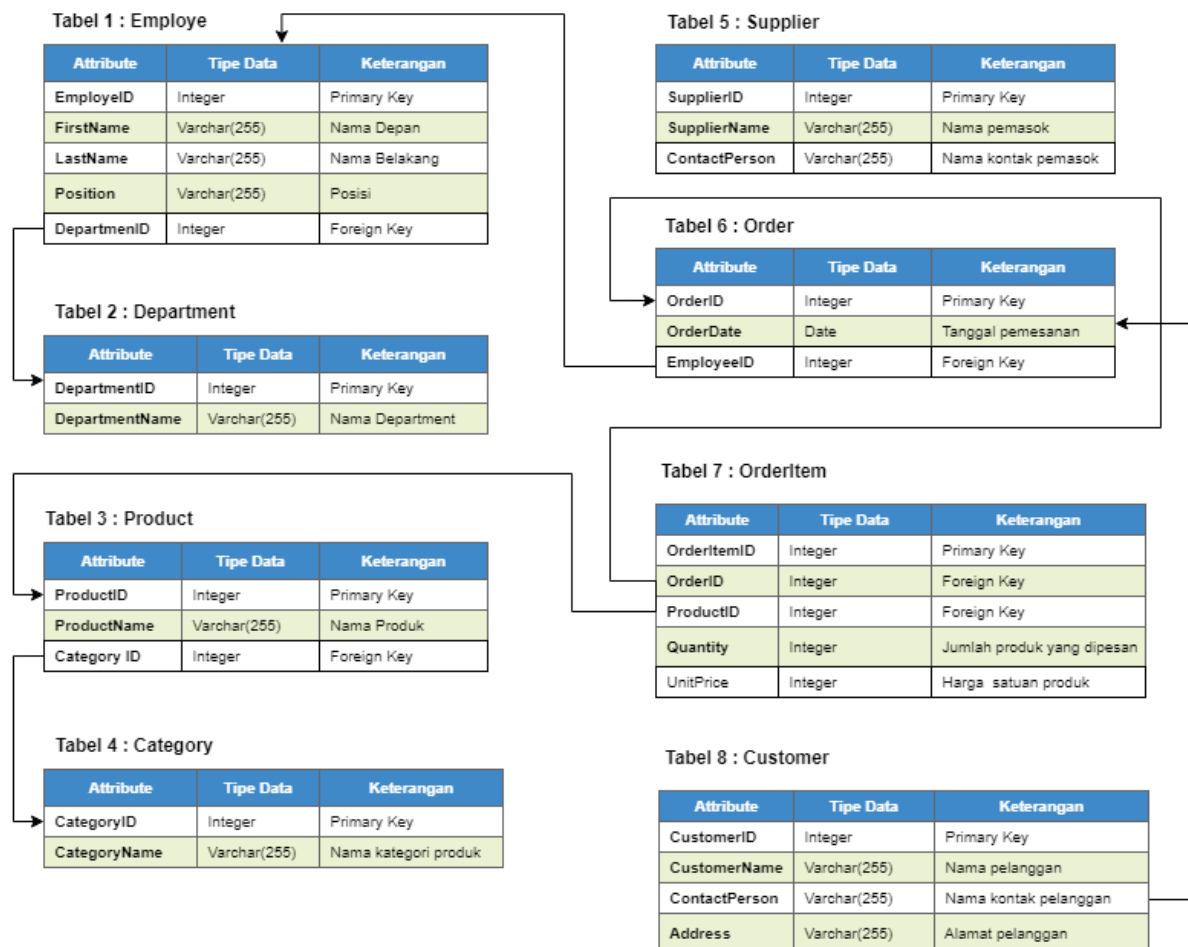 Tabel 1 : Employe
Attribute Tipe Data Keterangan
EmployeID Integer Primary Key
FirstName Varchar(255) Nama Depan
LastName Varchar(255) Nama Belakang
Position Varchar(255) Posisi
DepartmenID Integer Foreign Key
Tabel 2 : Department
Attribute Tipe Data Keterangan
DepartmentID Integer Primary Key
DepartmentName Varchar(255) Nama Department
Tabel 3 : Product
Attribute Tipe Data Keterangan
ProductID Integer Primary Key
ProductName Varchar(255) Nama Produk
Category ID Integer Foreign Key
Tabel 4 : Category
Attribute Tipe Data Keterangan
CategoryID Integer Primary Key
CategoryName Varchar(255) Nama kategori produk
Tabel 5 : Supplier
Attribute Tipe Data Keterangan
SupplierID Integer Primary Key
SupplierName Varchar(255) Nama pemasok
ContactPerson Varchar(255) Nama kontak pemasok
Tabel 6 : Order
Attribute Tipe Data Keterangan
OrderID Integer Primary Key
OrderDate Date Tanggal pemesanan
EmployeeID Integer Foreign Key
Tabel 7 : OrderItem
Attribute Tipe Data Keterangan
OrderItemID Integer Primary Key
OrderID Integer Foreign Key
ProductID Integer Foreign Key
Quantity Integer Jumlah produk yang dipesan
UnitPrice Integer Harga satuan produk
Tabel 8 : Customer
Attribute Tipe Data Keterangan
CustomerID Integer Primary Key
CustomerName Varchar(255) Nama pelanggan
ContactPerson Varchar(255) Nama kontak pelanggan
Address Varchar(255) Alamat pelanggan